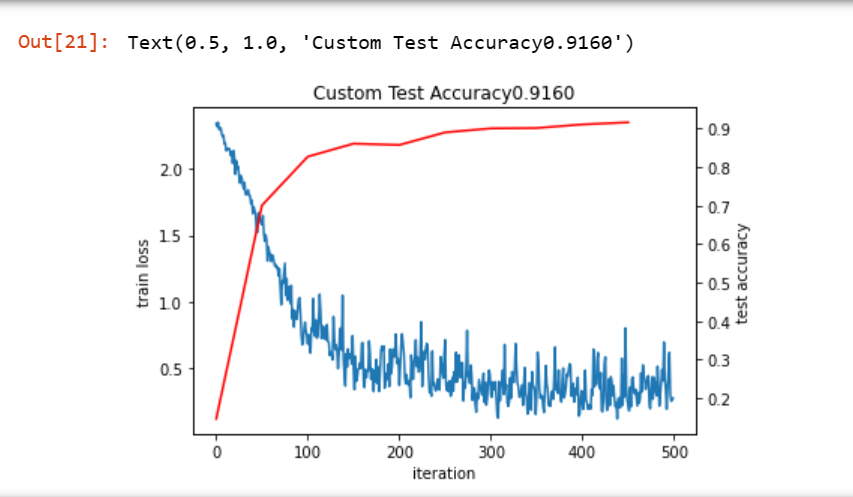 Out[21]: Text(0.5, 1.0, 'Custom Test Accuracy0.9160')
Custom Test Accuracy0.9160
2.0
1.5
1.0
0.5
train loss
0.9
0.8
0.7
0.6
0.5
0.4
0.3
0.2
test accuracy
0 100 200 300 400 500
iteration